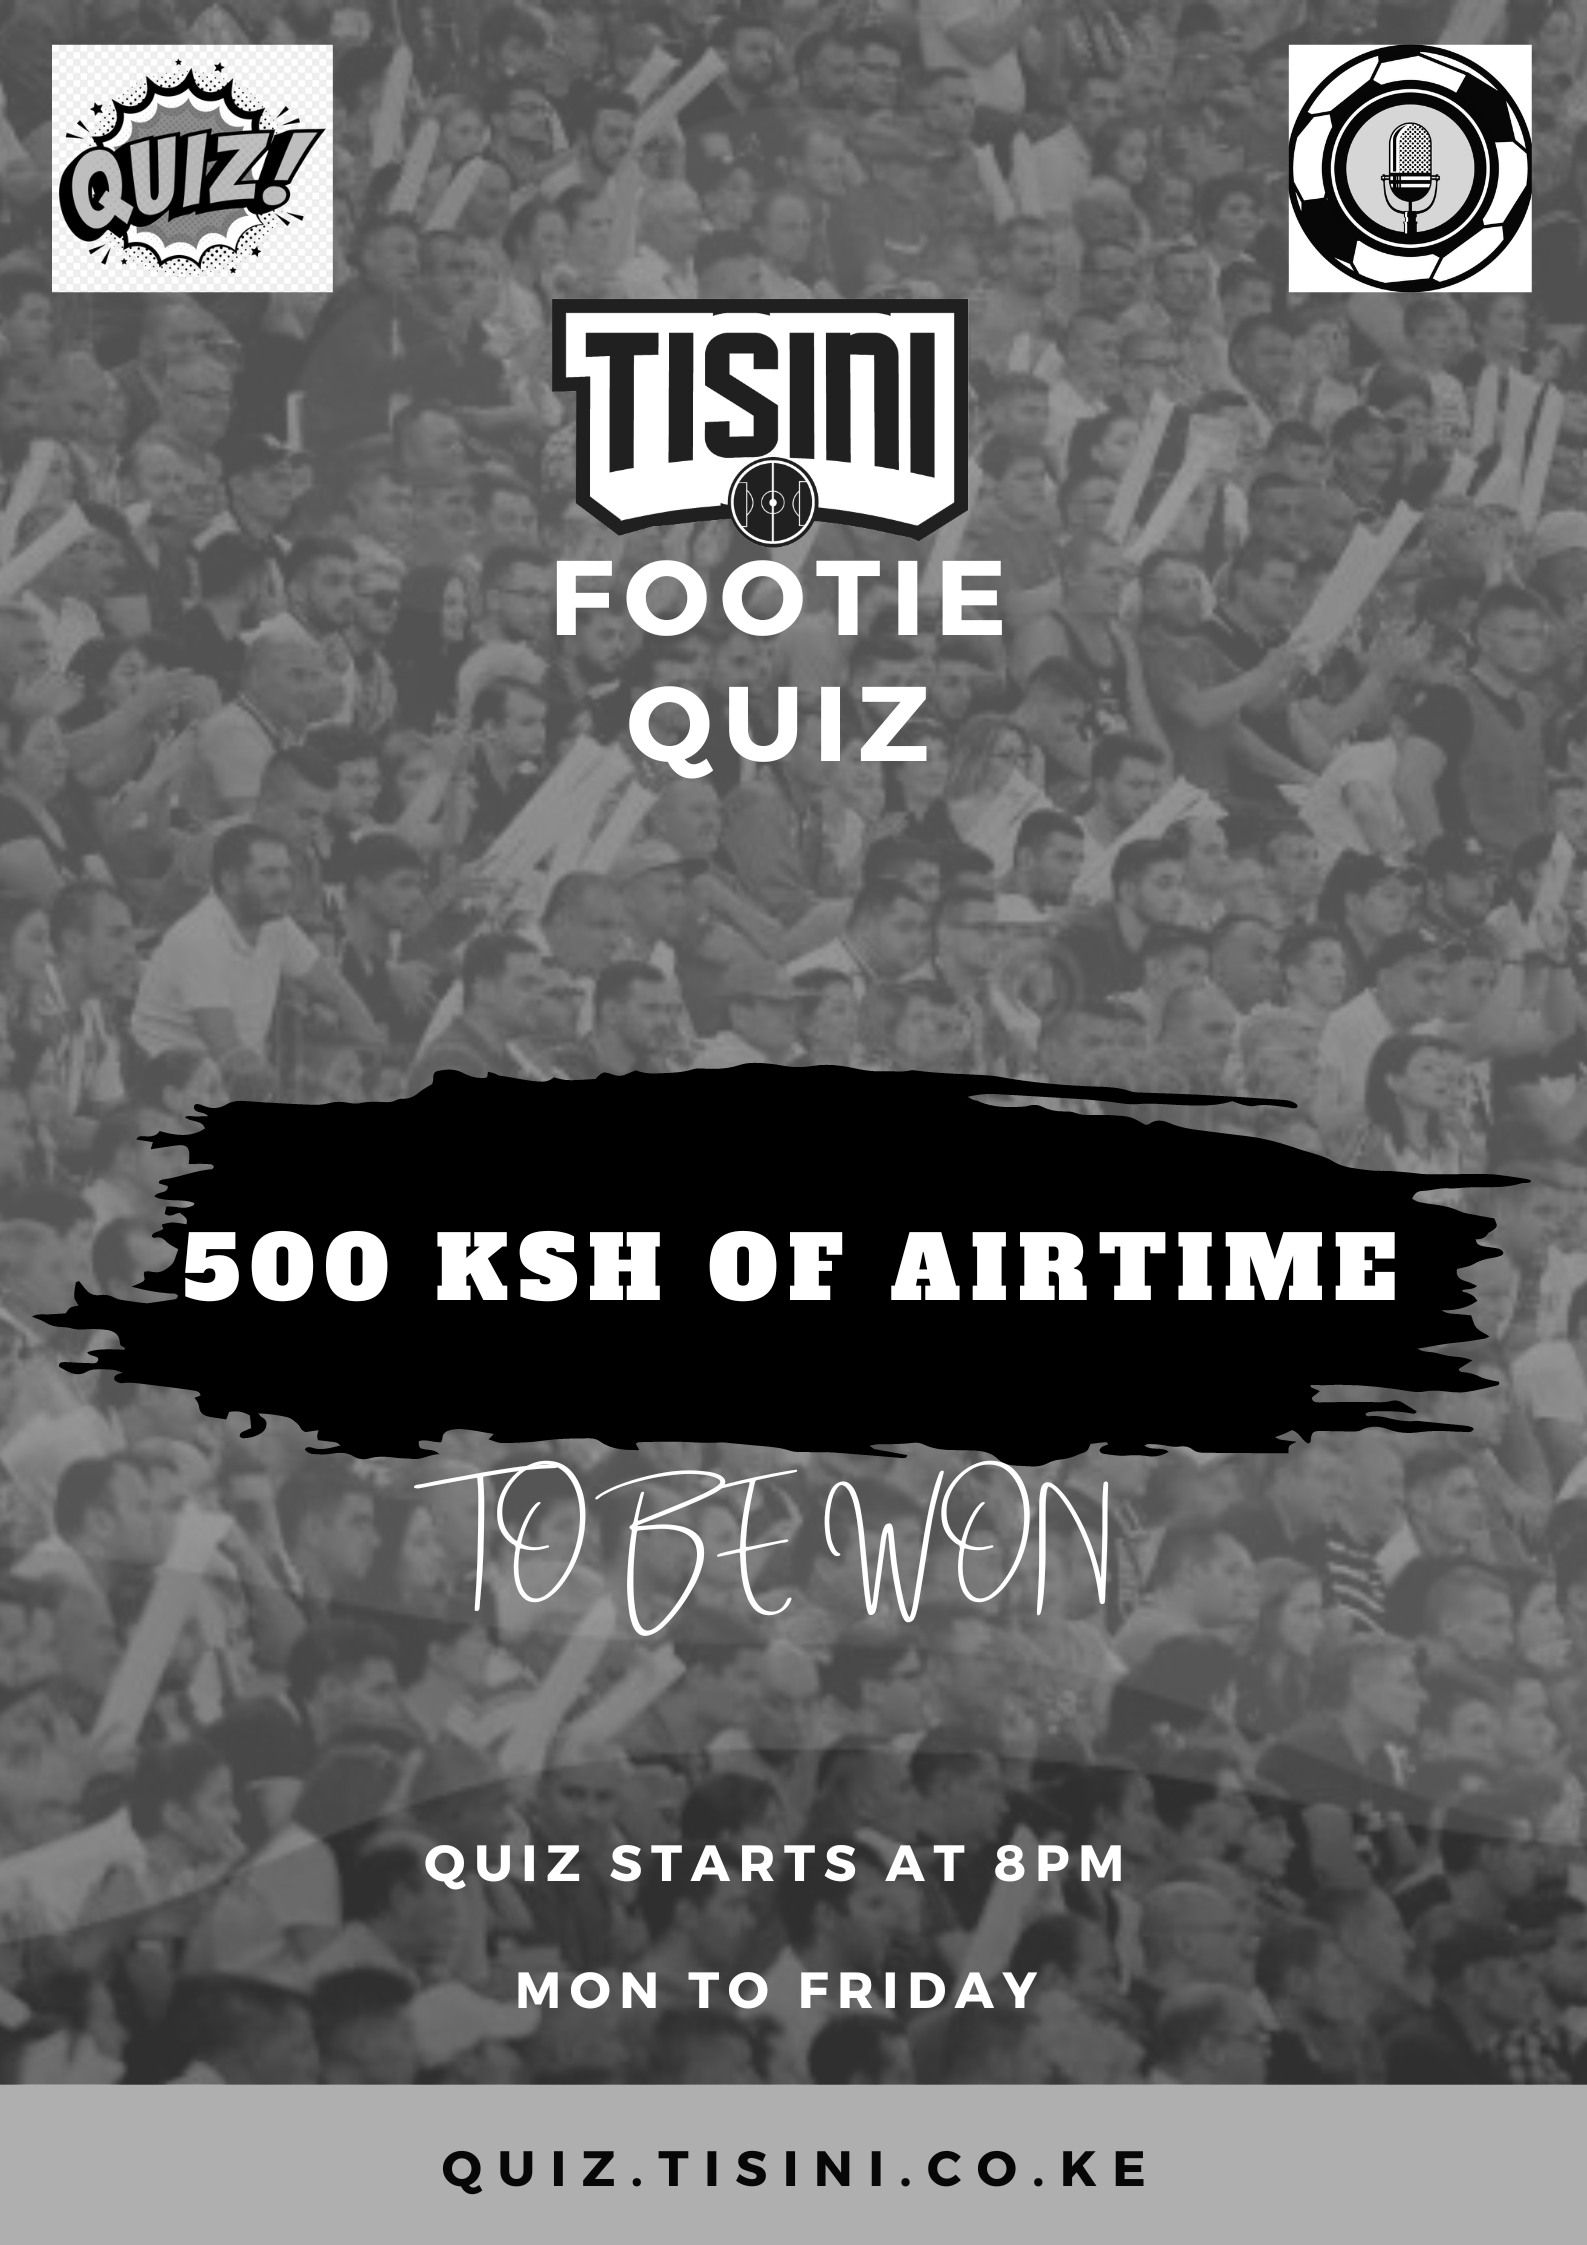 QUIZ!
TISINI
FOOTIE
QUIZ
500 KSH OF AIRTIME
TO BE WON
QUIZ STARTS AT 8PM
MON TO FRIDAY
QUIZ.TISINI.CO.KE